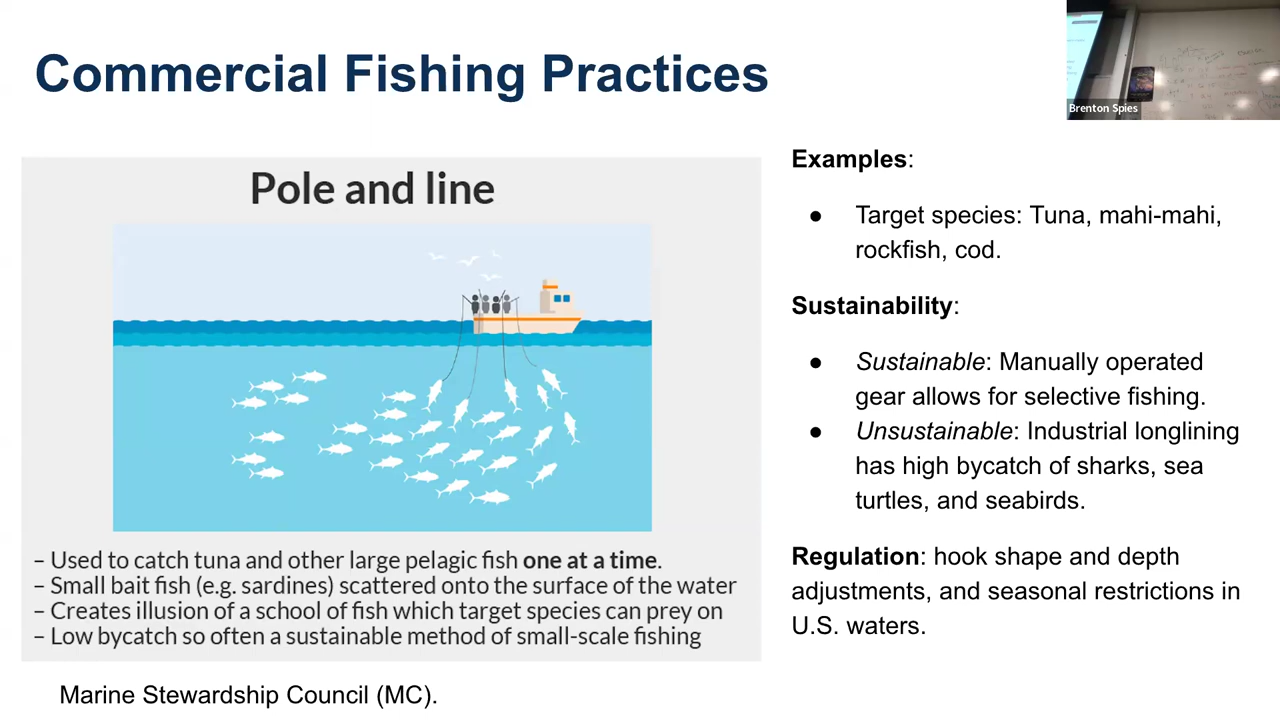 Commercial Fishing Practices
Brenton Spies
Pole and line
– Used to catch tuna and other large pelagic fish one at a time.
– Small bait fish (e.g. sardines) scattered onto the surface of the water
– Creates illusion of a school of fish which target species can prey on
– Low bycatch so often a sustainable method of small-scale fishing
Marine Stewardship Council (MC).
Examples:
● Target species: Tuna, mahi-mahi,
rockfish, cod.
Sustainability:
● Sustainable: Manually operated
gear allows for selective fishing.
● Unsustainable: Industrial longlining
has high bycatch of sharks, sea
turtles, and seabirds.
Regulation: hook shape and depth
adjustments, and seasonal restrictions in
U.S. waters.